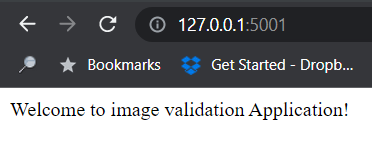 127.0.0.1:5001
Bookmarks Get Started - Dropb...
Welcome to image validation Application!